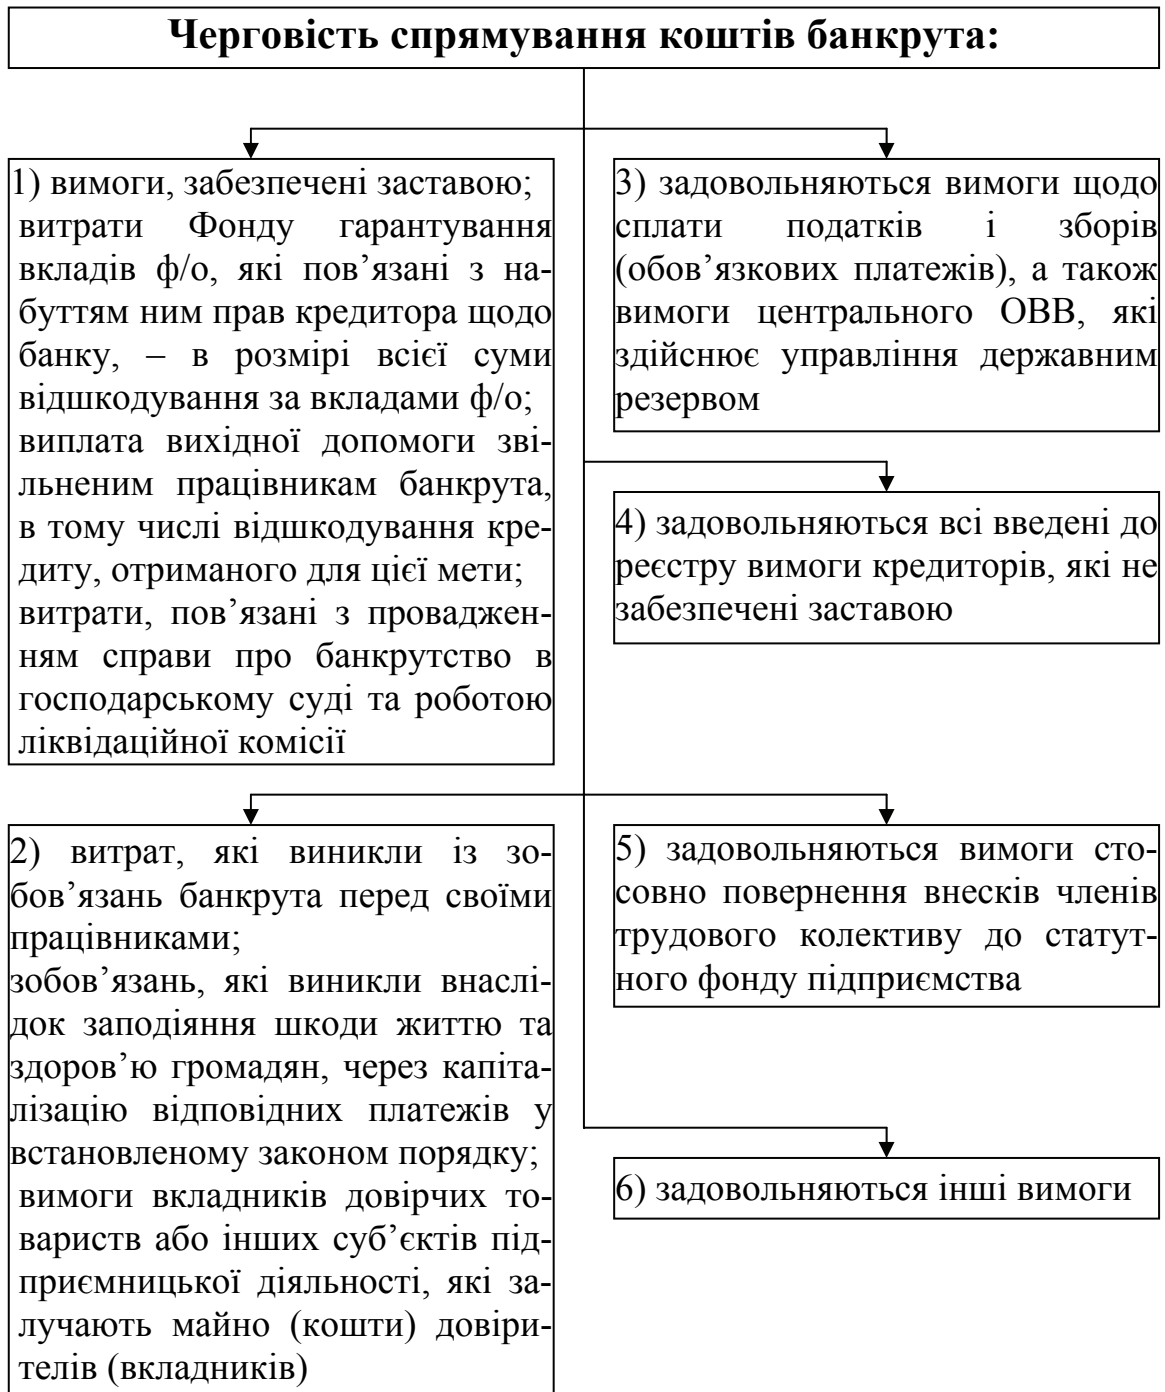 Черговість спрямування коштів банкрута:
1) вимоги, забезпечені заставою;
витрати Фонду гарантування
вкладів ф/о, які пов’язані з на-
буттям ним прав кредитора щодо
банку, – в розмірі всієї суми
відшкодування за вкладами ф/о;
виплата вихідної допомоги зві-
льненим працівникам банкрута,
в тому числі відшкодування кре-
диту, отриманого для цієї мети;
витрати, пов’язані з проваджен-
ням справи про банкрутство в
господарському суді та роботою
ліквідаційної комісії
2) витрат, які виникли із зо-
бов’язань банкрута перед своїми
працівниками;
зобов’язань, які виникли внаслі-
док заподіяння шкоди життю та
здоров’ю громадян, через капіта-
лізацію відповідних платежів у
встановленому законом порядку;
вимоги вкладників довірчих то-
вариств або інших суб’єктів під-
приємницької діяльності, які за-
лучають майно (кошти) довіри-
телів (вкладників)
3) задовольняються вимоги щодо
сплати податків і зборів
(обов’язкових платежів), а також
вимоги центрального ОВВ, які
здійснює управління державним
резервом
4) задовольняються всі введені до
реєстру вимоги кредиторів, які не
забезпечені заставою
5) задовольняються вимоги сто-
совно повернення внесків членів
трудового колективу до статут-
ного фонду підприємства
6) задовольняються інші вимоги